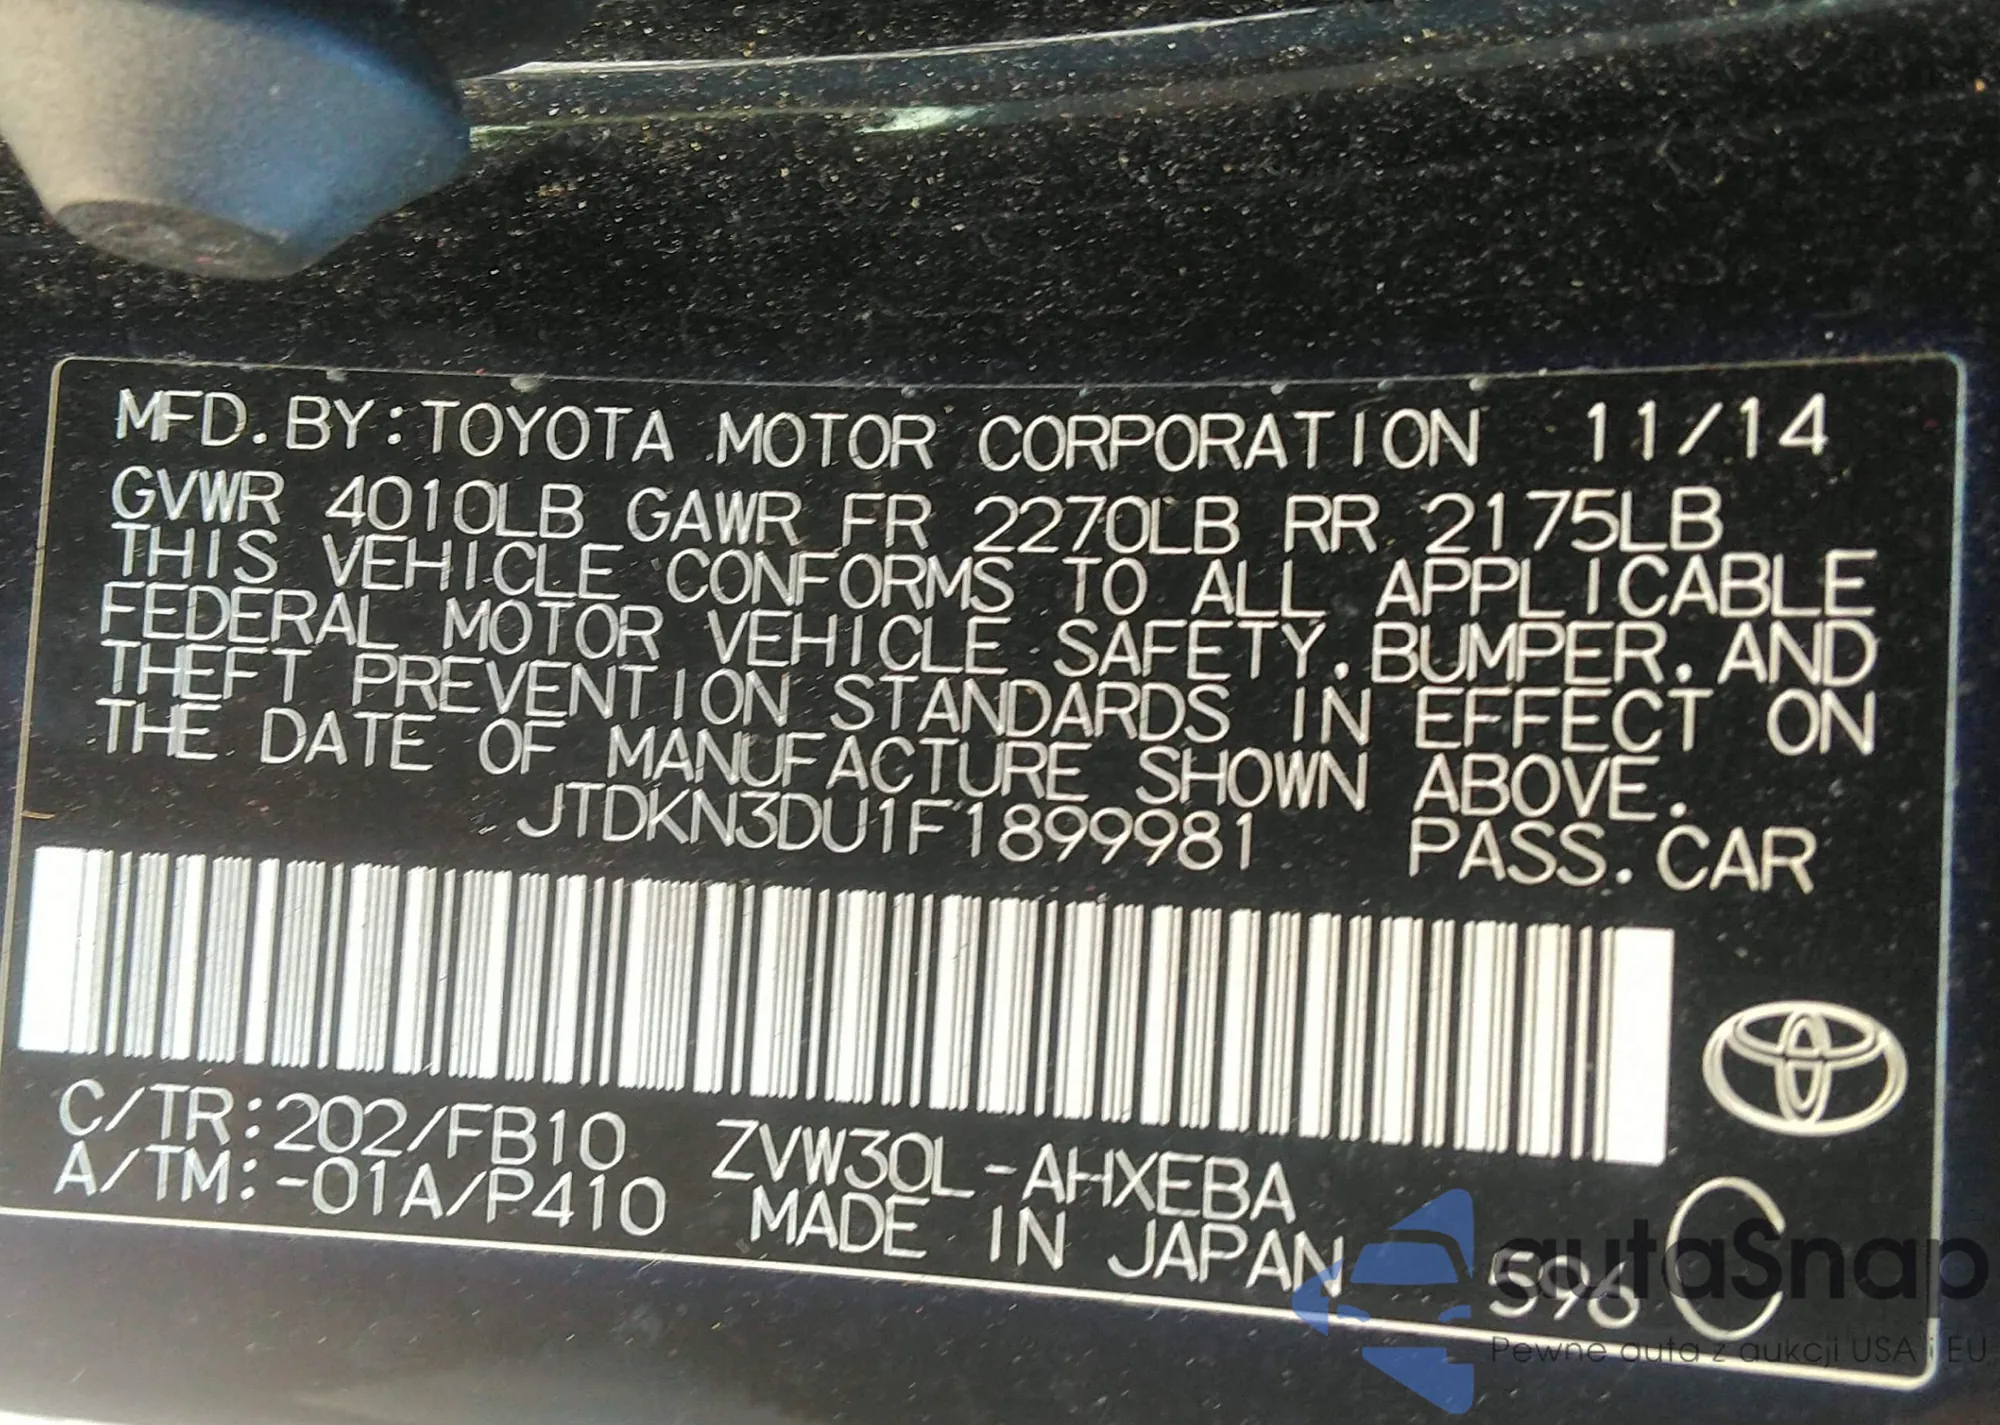 MFD. BY: TOYOTA MOTOR CORPORATION 11/14
GVWR 4010LB GAWR FR 2270LB RR 2175LB
THIS VEHICLE CONFORMS TO ALL APPLICABLE
FEDERAL MOTOR VEHICLE SAFETY, BUMPER, AND
THEFT PREVENTION STANDARDS IN EFFECT ON
THE DATE OF MANUFACTURE SHOWN ABOVE.
JTDKN3DU1F1899981 PASS. CAR
C/TR: 202/FB10 ZVW30L-AHXEBA
A/TM: -01A/P410 MADE IN JAPAN 596 C
autaSnap
Pewne auta z aukcji USA i EU